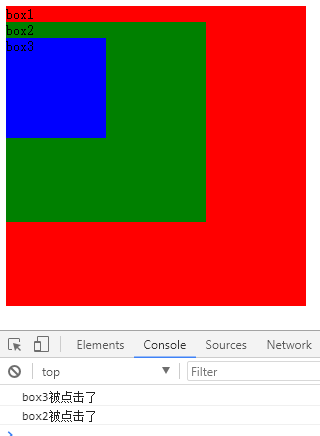 box1
box2
box3
Elements Console Sources Network
top Filter
box3被点击了
box2被点击了